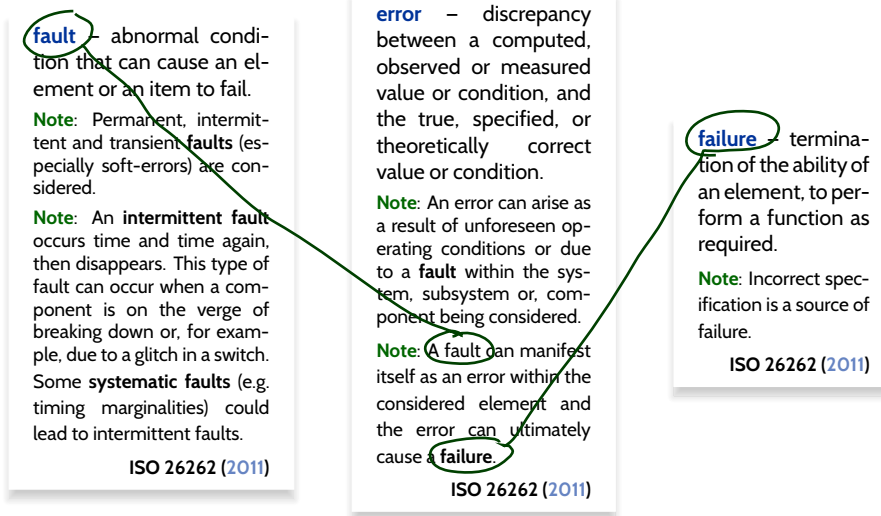 fault – abnormal condi-
tion that can cause an el-
ement or an item to fail.
Note: Permanent, intermit-
tent and transient faults (es-
pecially soft-errors) are con-
sidered.
Note: An intermittent fault
occurs time and time again,
then disappears. This type of
fault can occur when a com-
ponent is on the verge of
breaking down or, for exam-
ple, due to a glitch in a switch.
Some systematic faults (e.g.
timing marginalities) could
lead to intermittent faults.
ISO 26262 (2011)
error – discrepancy
between a computed,
observed or measured
value or condition, and
the true, specified, or
theoretically correct
value or condition.
Note: An error can arise as
a result of unforeseen op-
erating conditions or due
to a fault within the sys-
tem, subsystem or, com-
ponent being considered.
Note: A fault can manifest
itself as an error within the
considered element and
the error can ultimately
cause a failure.
ISO 26262 (2011)
failure – termina-
tion of the ability of
an element, to per-
form a function as
required.
Note: Incorrect spec-
ification is a source of
failure.
ISO 26262 (2011)